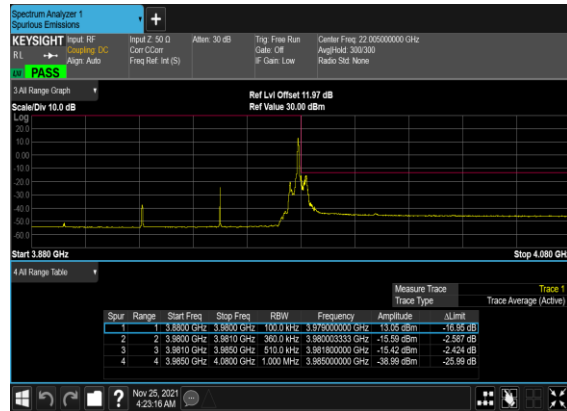 Spectrum Analyzer 1
Spurious Emissions
+
KEYSIGHT Input: RF Input Z: 50 Ω Atten: 30 dB Trig: Free Run Center Freq: 22.005000000 GHz
RL Coupling: DC Corr CCorr Gate: Off Avg|Hold: 300/300
Align: Auto Freq Ref: Int (S) IF Gain: Low Radio Std: None
PASS
3 All Range Graph
Ref Lvl Offset 11.97 dB
Scale/Div 10.0 dB Ref Value 30.00 dBm
Log
20.0
10.0
0.00
-10.0
-20.0
-30.0
-40.0
-50.0
-60.0
Start 3.880 GHz Stop 4.080 GHz
4 All Range Table
Measure Trace Trace 1
Trace Type Trace Average (Active)
Spur Range Start Freq Stop Freq RBW Frequency Amplitude ΔLimit
1 1 3.8800 GHz 3.9800 GHz 100.0 kHz 3.979000000 GHz 13.05 dBm -16.95 dB
2 2 3.9800 GHz 3.9810 GHz 360.0 kHz 3.980003333 GHz -15.59 dBm -2.587 dB
3 3 3.9810 GHz 3.9850 GHz 510.0 kHz 3.981800000 GHz -15.42 dBm -2.424 dB
4 4 3.9850 GHz 4.0800 GHz 1.000 MHz 3.985000000 GHz -38.99 dBm -25.99 dB
? Nov 25, 2021
4:23:16 AM